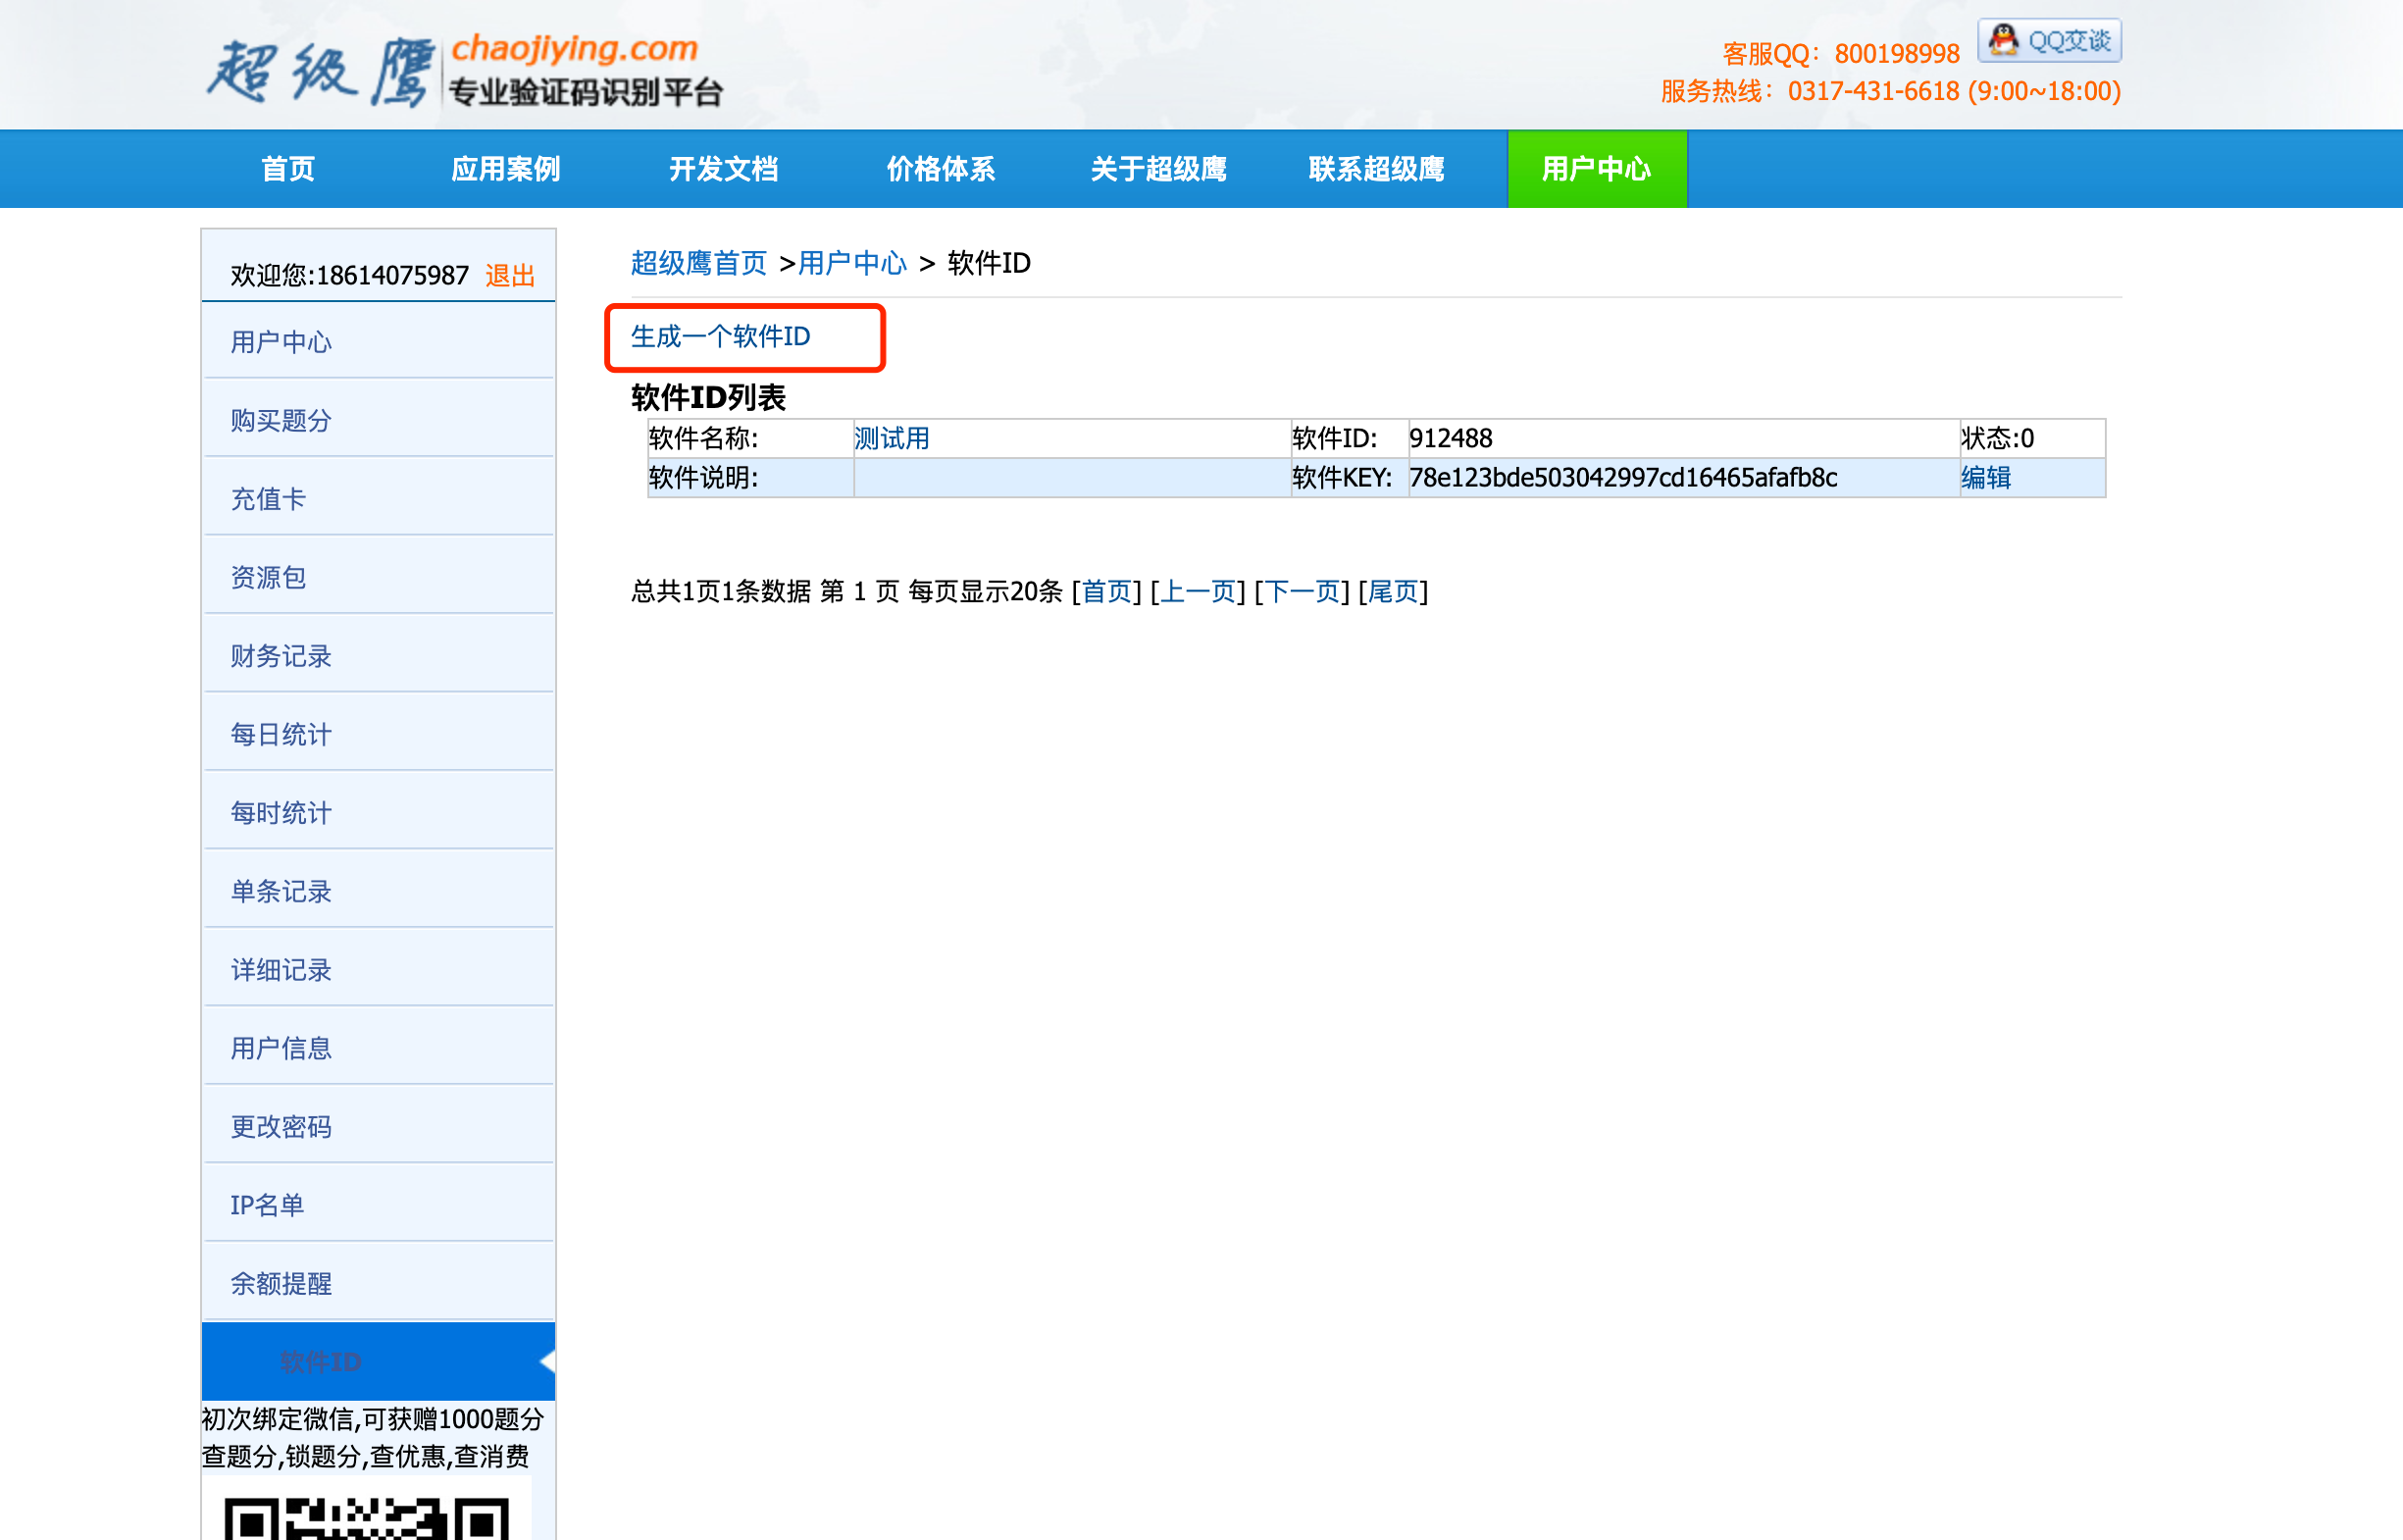 超级鹰
chaojiying.com
专业验证码识别平台
客服QQ：800198998
QQ交谈
服务热线：0317-431-6618 (9:00~18:00)
首页 应用案例 开发文档 价格体系 关于超级鹰 联系超级鹰 用户中心
欢迎您:18614075987 退出
用户中心
购买题分
充值卡
资源包
财务记录
每日统计
每时统计
单条记录
详细记录
用户信息
更改密码
IP名单
余额提醒
软件ID
初次绑定微信,可获赠1000题分
查题分,锁题分,查优惠,查消费
超级鹰首页 >用户中心 > 软件ID
生成一个软件ID
软件ID列表
软件名称: 测试用 软件ID: 912488 状态:0
软件说明: 软件KEY: 78e123bde503042997cd16465afafb8c 编辑
总共1页1条数据 第 1 页 每页显示20条 [首页] [上一页] [下一页] [尾页]